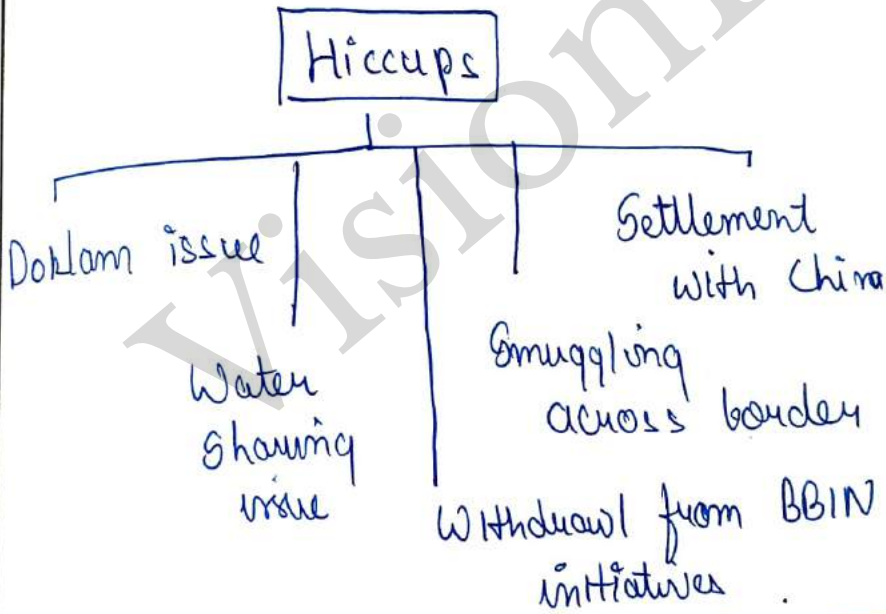 Hiccups
Doklam issue
Water
Sharing
issue
Withdrawl from BBIN
initiatives
Smuggling
across border
Settlement
with China
Vision